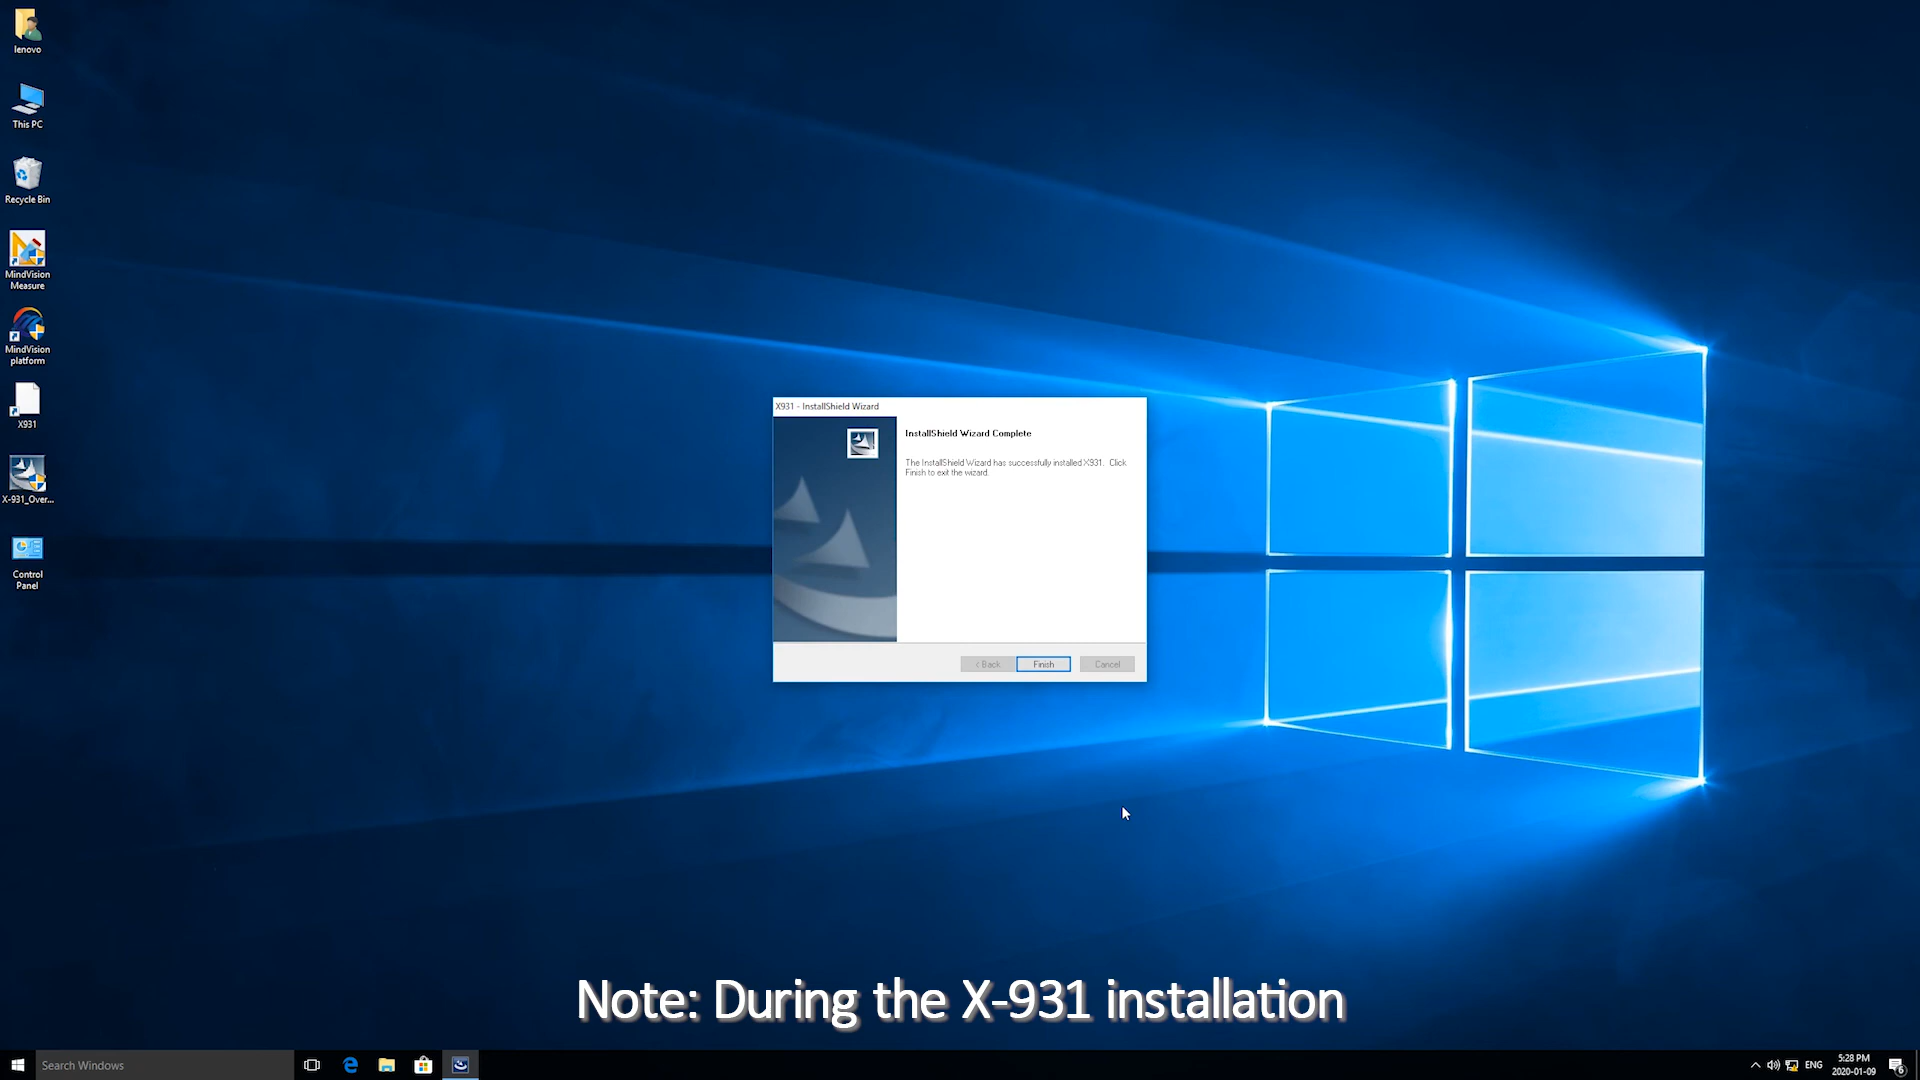 lenovo
This PC
Recycle Bin
MindVision
Measure
MindVision
platform
X931
X-931_Over...
Control
Panel
X931 - InstallShield Wizard
InstallShield Wizard Complete
The InstallShield Wizard has successfully installed X931. Click
Finish to exit the wizard.
< Back
Finish
Cancel
Note: During the X-931 installation
Search Windows
ENG
5:28 PM
2020-01-09
6